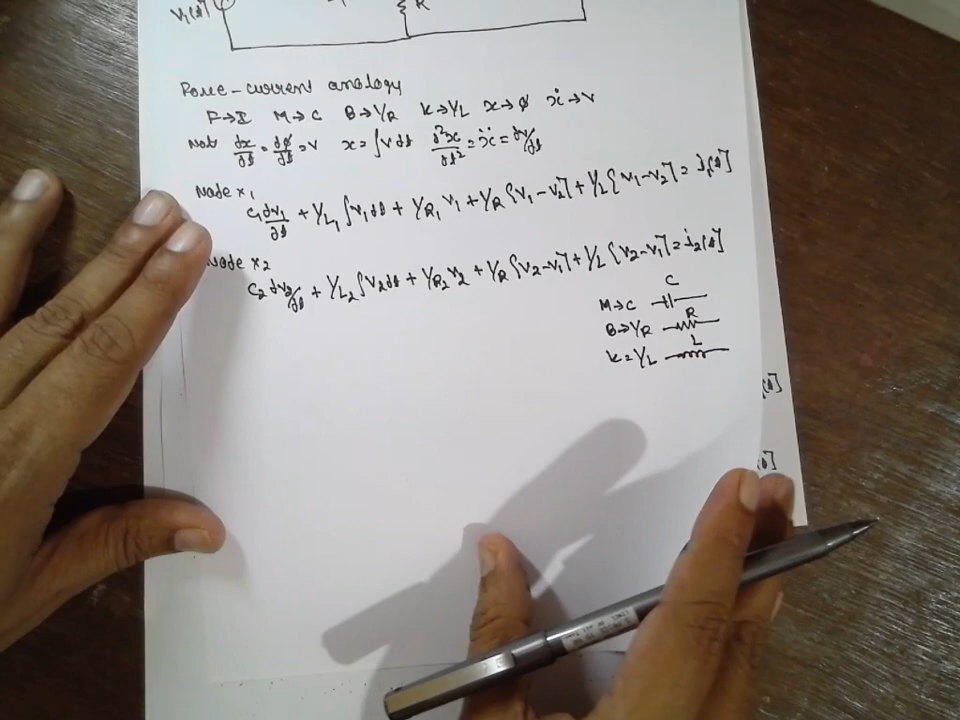 V1(s)
R
Force-current analogy
F→I M→C B→1/R K→1/L x→ϕ ẋ→v
Note dx/dt = dϕ/dt = v x = ∫v dt d²x/dt² = ẍ = dv/dt
Node x1
C1 dv1/dt + 1/L1 ∫v1 dt + 1/R1 v1 + 1/R [v1-v2] + 1/L ∫[v1-v2] = i1(t)
Node x2
C2 dv2/dt + 1/L2 ∫v2 dt + 1/R2 v2 + 1/R [v2-v1] + 1/L ∫[v2-v1] = i2(t)
C
M→C
R
B→1/R
L
K=1/L